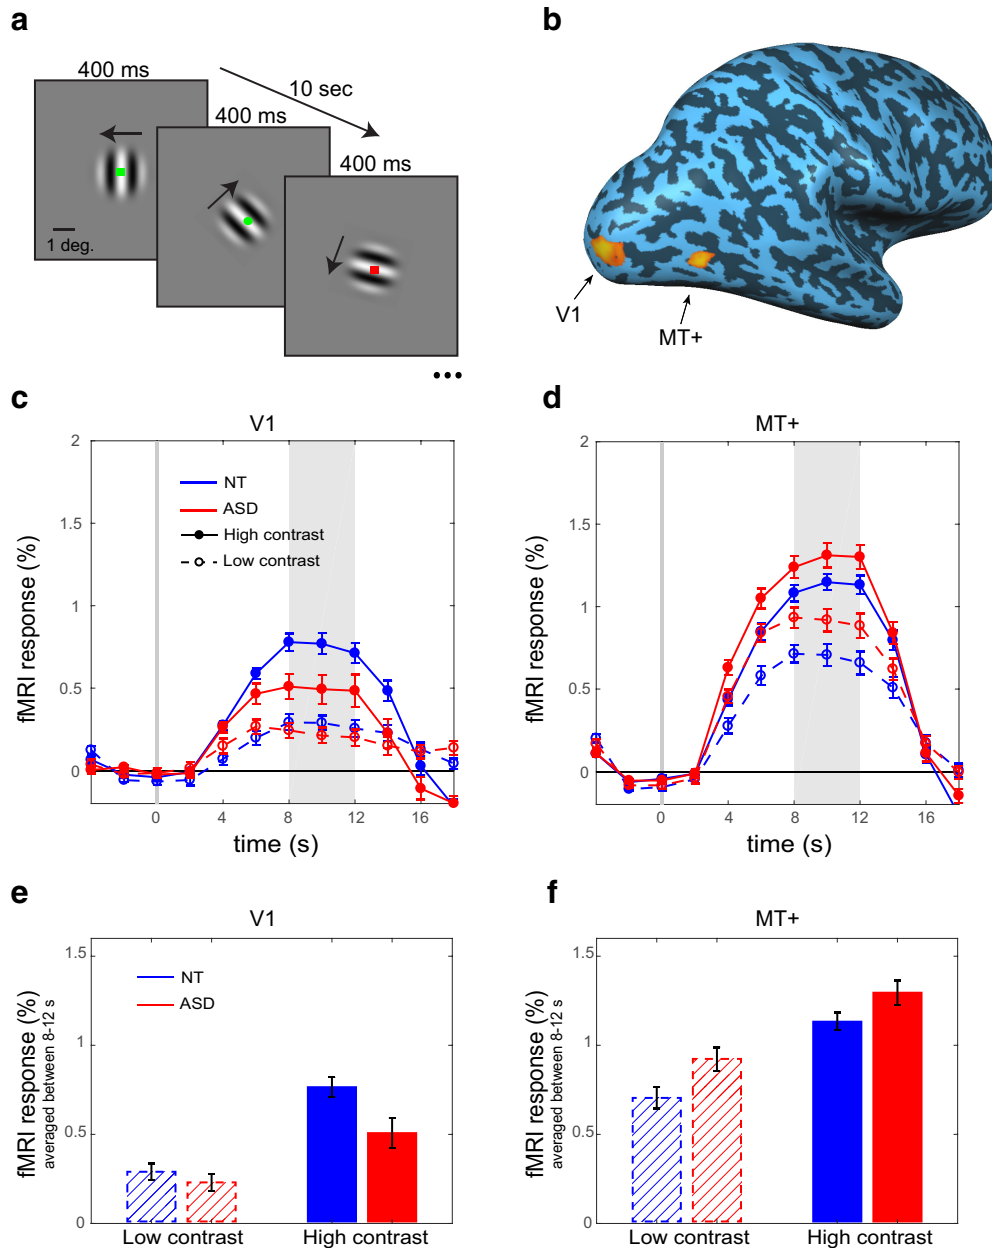 a
400 ms
10 sec
400 ms
400 ms
1 deg.
...
b
V1
MT+
c
V1
fMRI response (%)
2
1.5
1
0.5
0
NT
ASD
High contrast
Low contrast
0 4 8 12 16
time (s)
d
MT+
fMRI response (%)
2
1.5
1
0.5
0
0 4 8 12 16
time (s)
e
V1
fMRI response (%)
averaged between 8-12 s
1.5
1
0.5
0
NT
ASD
Low contrast High contrast
f
MT+
fMRI response (%)
averaged between 8-12 s
1.5
1
0.5
0
Low contrast High contrast